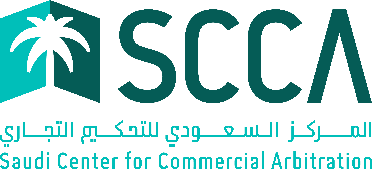 SCCA
المركز السعودي للتحكيم التجاري
Saudi Center for Commercial Arbitration